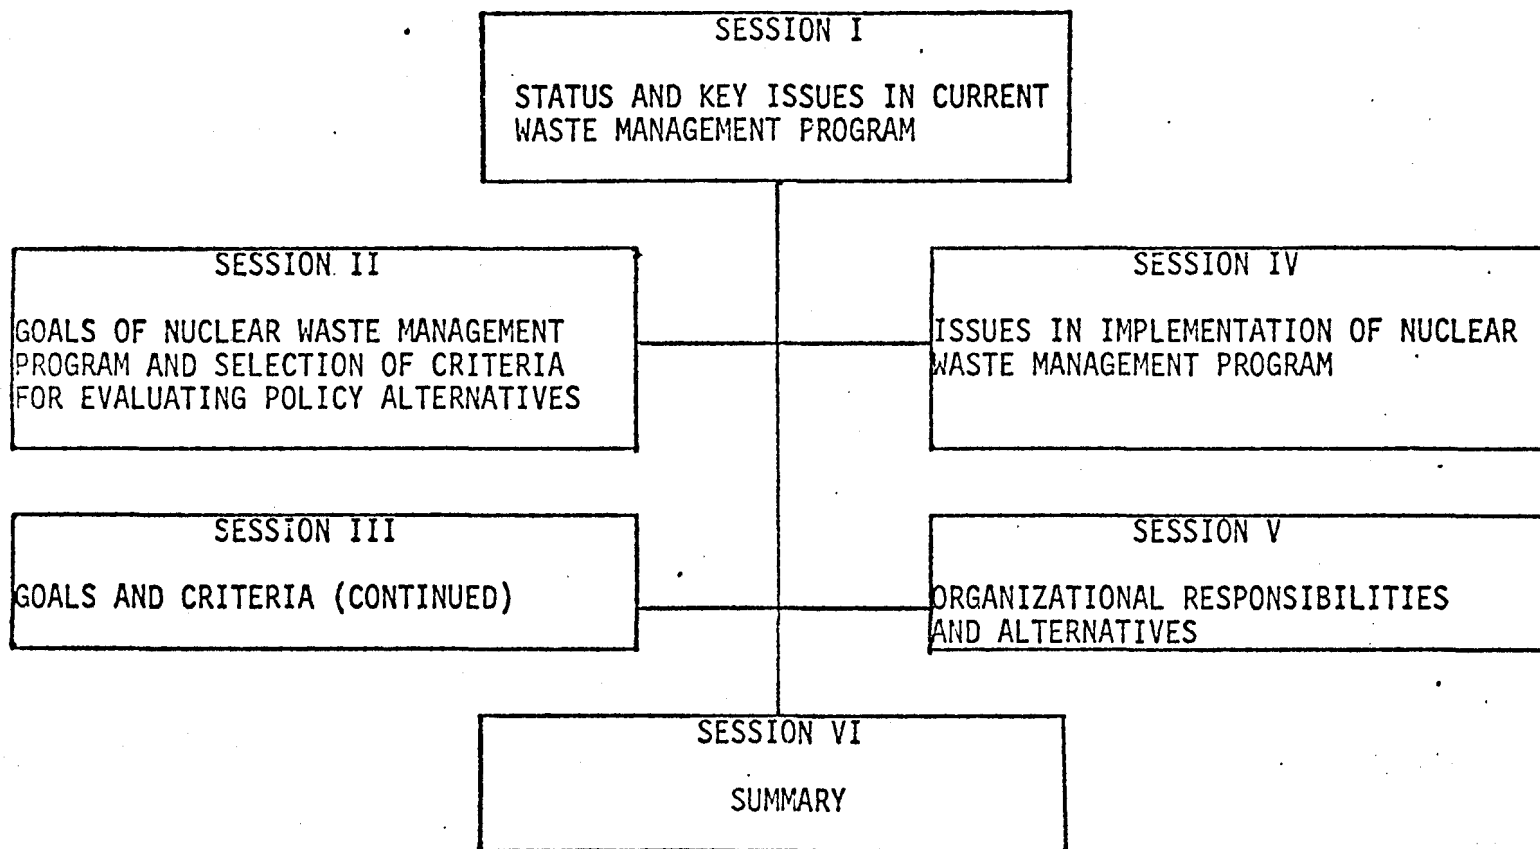 SESSION I
STATUS AND KEY ISSUES IN CURRENT
WASTE MANAGEMENT PROGRAM
SESSION II
GOALS OF NUCLEAR WASTE MANAGEMENT
PROGRAM AND SELECTION OF CRITERIA
FOR EVALUATING POLICY ALTERNATIVES
SESSION IV
ISSUES IN IMPLEMENTATION OF NUCLEAR
WASTE MANAGEMENT PROGRAM
SESSION III
GOALS AND CRITERIA (CONTINUED)
SESSION V
ORGANIZATIONAL RESPONSIBILITIES
AND ALTERNATIVES
SESSION VI
SUMMARY